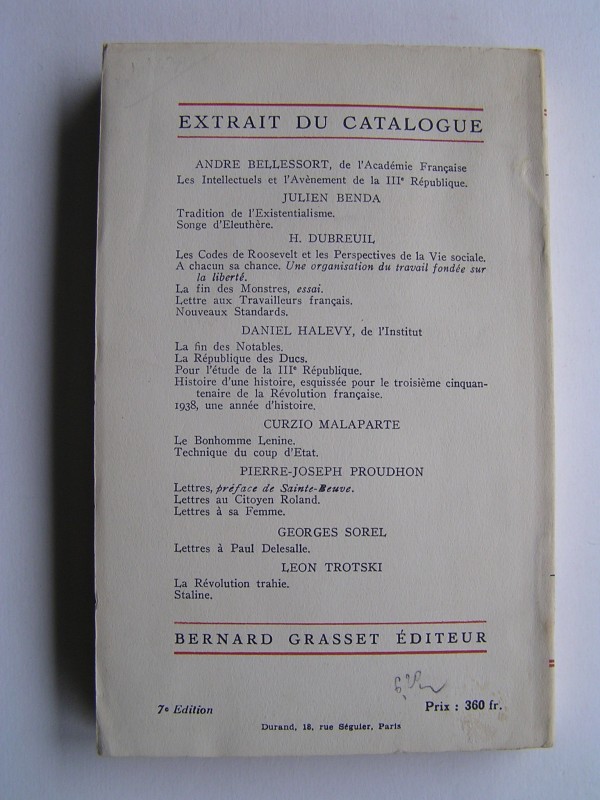 EXTRAIT DU CATALOGUE
ANDRE BELLESSORT, de l'Académie Française
Les Intellectuels et l'Avènement de la IIIe République.
JULIEN BENDA
Tradition de l'Existentialisme.
Songe d'Eleuthère.
H. DUBREUIL
Les Codes de Roosevelt et les Perspectives de la Vie sociale.
A chacun sa chance. Une organisation du travail fondée sur
la liberté.
La fin des Monstres, essai.
Lettre aux Travailleurs français.
Nouveaux Standards.
DANIEL HALEVY, de l'Institut
La fin des Notables.
La République des Ducs.
Pour l'étude de la IIIe République.
Histoire d'une histoire, esquissée pour le troisième cinquan-
tenaire de la Révolution française.
1938, une année d'histoire.
CURZIO MALAPARTE
Le Bonhomme Lenine.
Technique du coup d'Etat.
PIERRE-JOSEPH PROUDHON
Lettres, préface de Sainte-Beuve.
Lettres au Citoyen Roland.
Lettres à sa Femme.
GEORGES SOREL
Lettres à Paul Delesalle.
LEON TROTSKI
La Révolution trahie.
Staline.
BERNARD GRASSET ÉDITEUR
7e Edition
Prix : 360 fr.
Durand, 18, rue Séguier, Paris